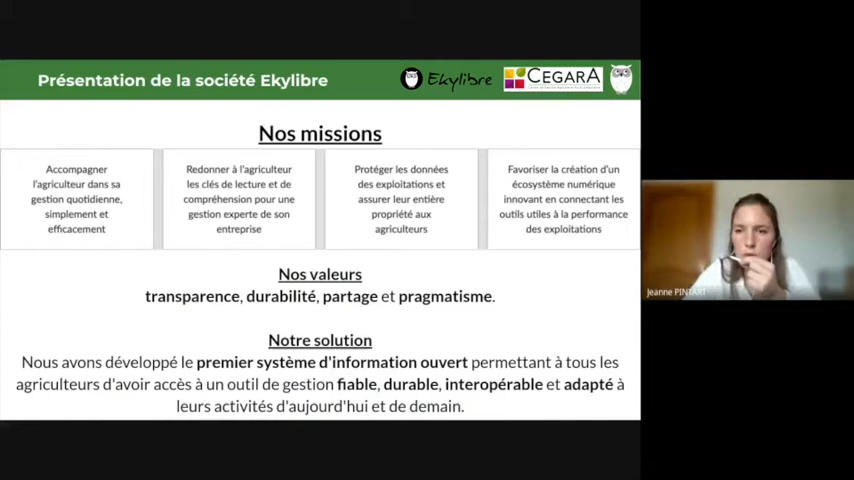 Présentation de la société Ekylibre
Ekylibre
CEGARA
Nos missions
Accompagner
l'agriculteur dans sa
gestion quotidienne,
simplement et
efficacement
Redonner à l'agriculteur
les clés de lecture et de
compréhension pour une
gestion experte de son
entreprise
Protéger les données
des exploitations et
assurer leur entière
propriété aux
agriculteurs
Favoriser la création d'un
écosystème numérique
innovant en connectant les
outils utiles à la performance
des exploitations
Nos valeurs
transparence, durabilité, partage et pragmatisme.
Notre solution
Nous avons développé le premier système d'information ouvert permettant à tous les
agriculteurs d'avoir accès à un outil de gestion fiable, durable, interopérable et adapté à
leurs activités d'aujourd'hui et de demain.
Jeanne PINTART